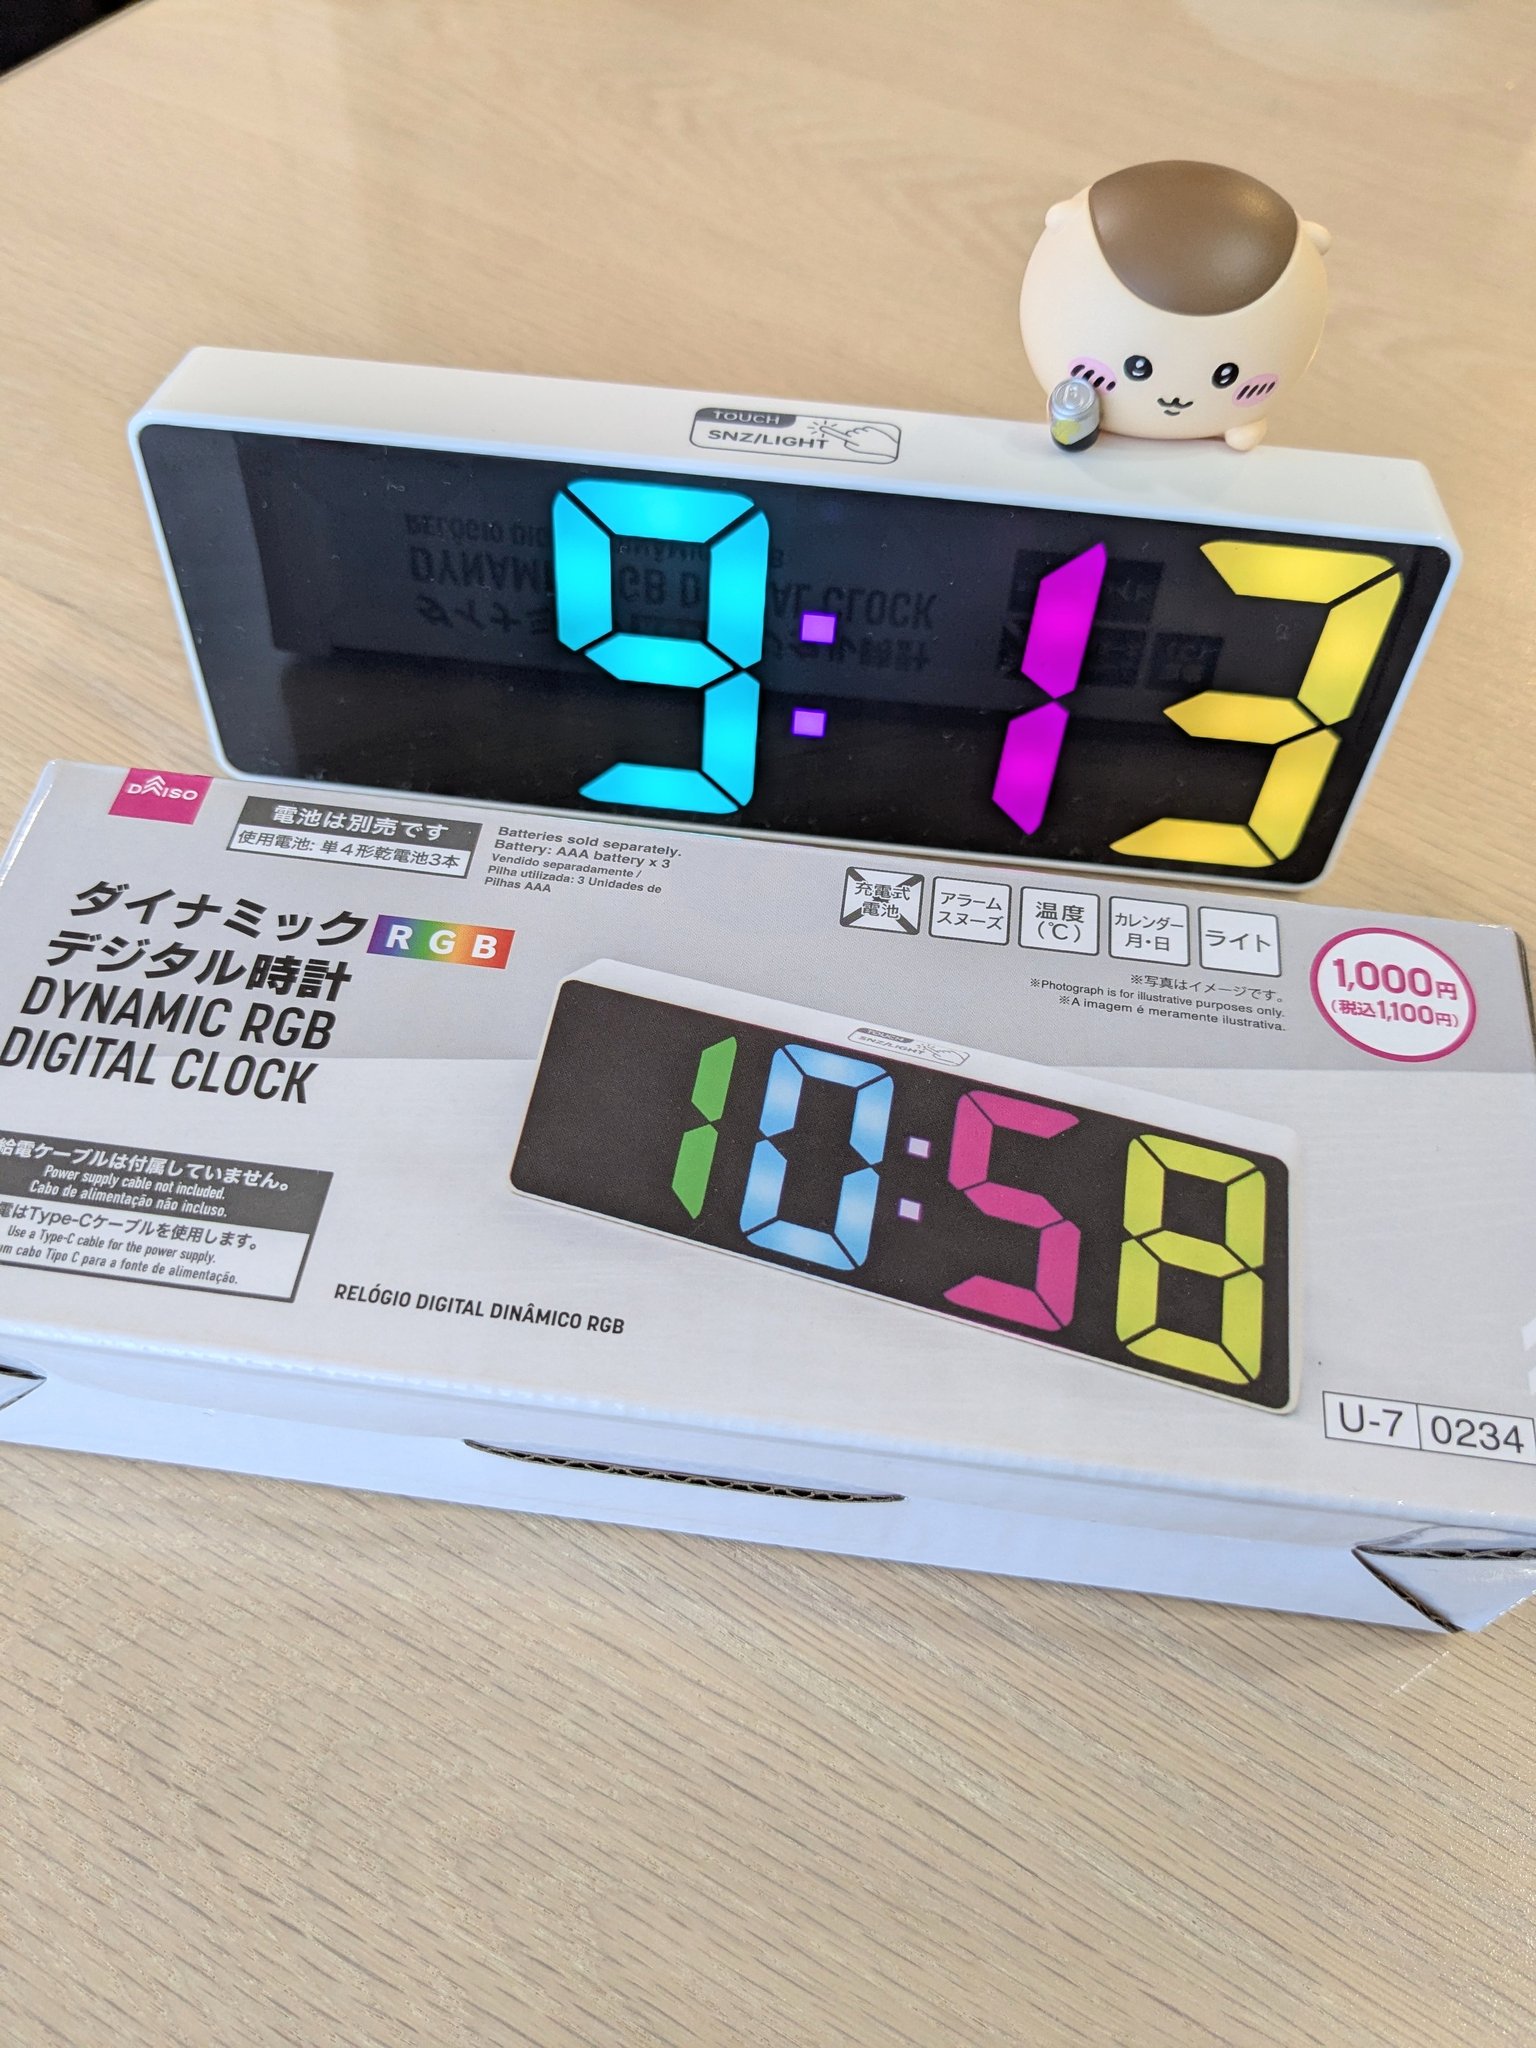 TOUCH
SNZ/LIGHT
9:13
DAISO
電池は別売です
使用電池: 単4形乾電池3本
Batteries sold separately.
Battery: AAA battery x 3
Vendido separadamente /
Pilha utilizada: 3 Unidades de
Pilhas AAA
充電式
電池
アラーム
スヌーズ
温度
(℃)
カレンダー
月・日
ライト
※写真はイメージです。
※Photograph is for illustrative purposes only.
※A imagem é meramente ilustrativa.
1,000円
(税込1,100円)
ダイナミック RGB
デジタル時計
DYNAMIC RGB
DIGITAL CLOCK
TOUCH
SNZ/LIGHT
10:58
給電ケーブルは付属していません。
Power supply cable not included.
Cabo de alimentação não incluso.
電はType-Cケーブルを使用します。
Use a Type-C cable for the power supply.
um cabo Tipo C para a fonte de alimentação.
RELÓGIO DIGITAL DINÂMICO RGB
U-7 0234